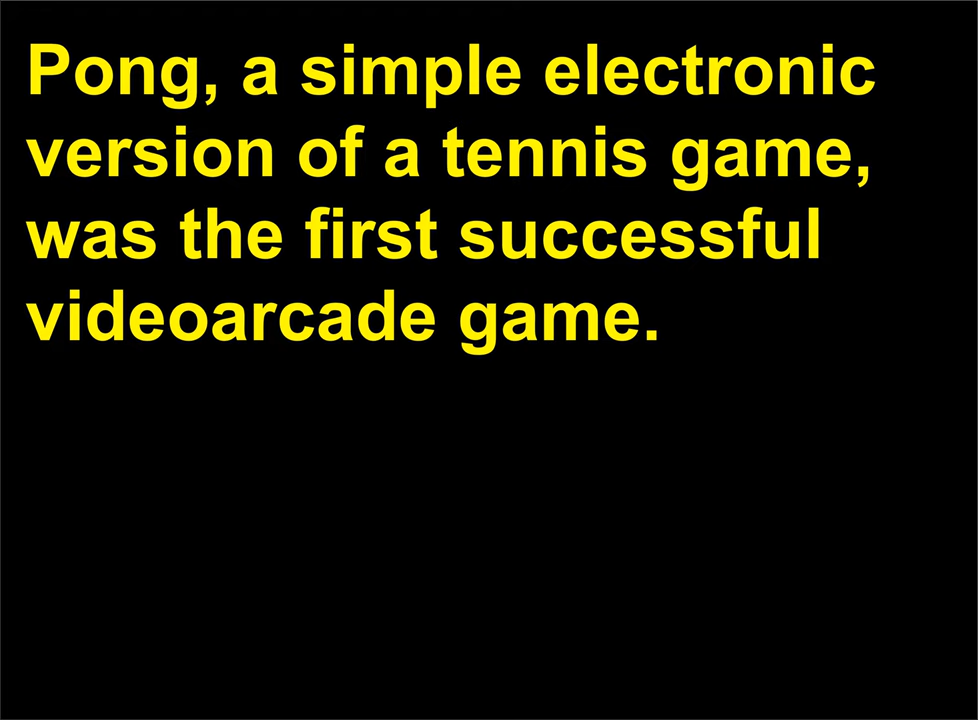 Pong, a simple electronic
version of a tennis game,
was the first successful
videoarcade game.